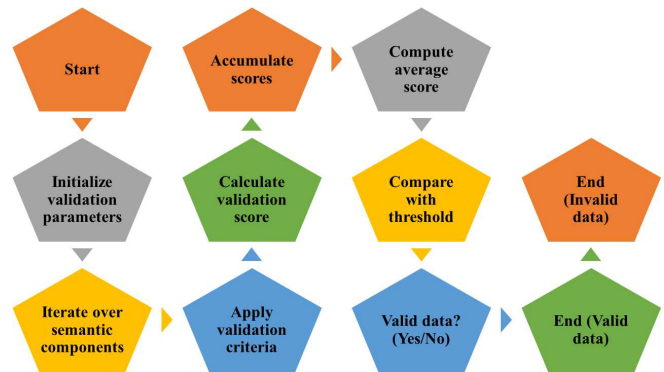 Start
Initialize
validation
parameters
Iterate over
semantic
components
Apply
validation
criteria
Calculate
validation
score
Accumulate
scores
Compute
average
score
Compare
with
threshold
Valid data?
(Yes/No)
End (Valid
data)
End
(Invalid
data)